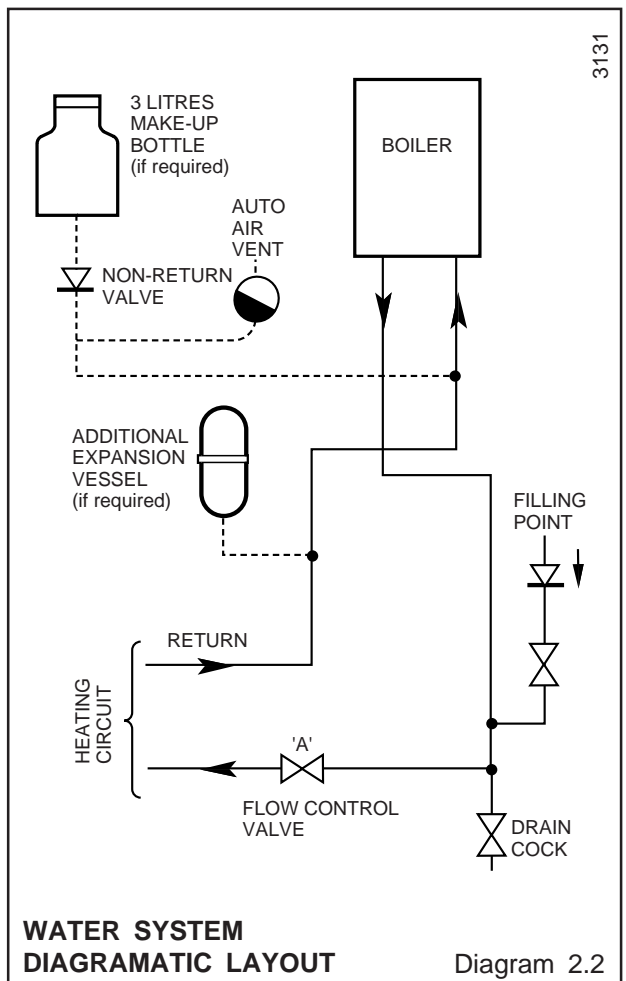 3131
3 LITRES
MAKE-UP
BOTTLE
(if required)
BOILER
AUTO
AIR
VENT
NON-RETURN
VALVE
ADDITIONAL
EXPANSION
VESSEL
(if required)
FILLING
POINT
RETURN
HEATING
CIRCUIT
'A'
FLOW CONTROL
VALVE
DRAIN
COCK
WATER SYSTEM
DIAGRAMATIC LAYOUT
Diagram 2.2